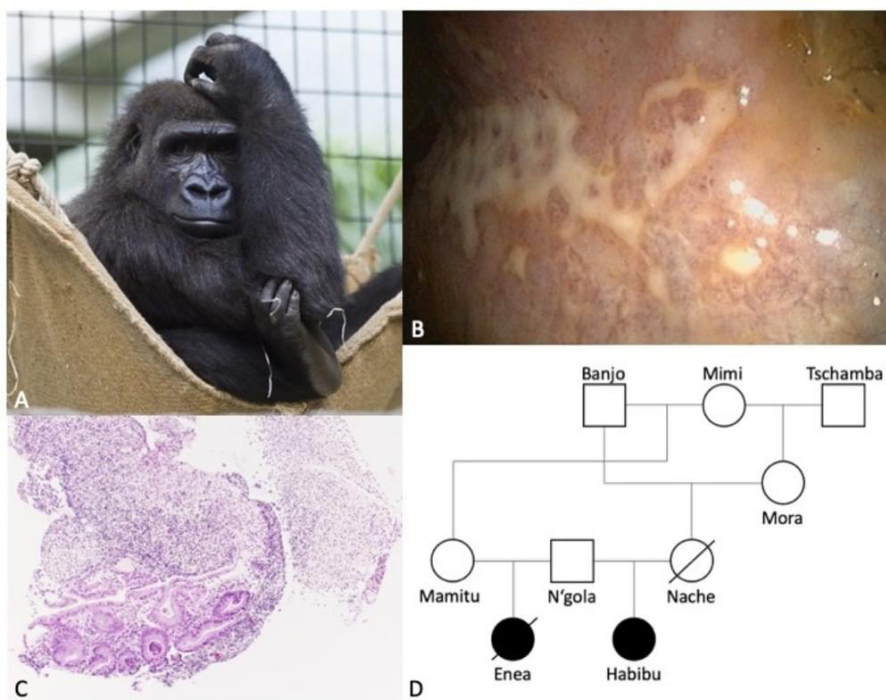 A
B
C
Banjo
Mimi
Tschamba
Mora
Mamitu
N'gola
Nache
Enea
Habibu
D